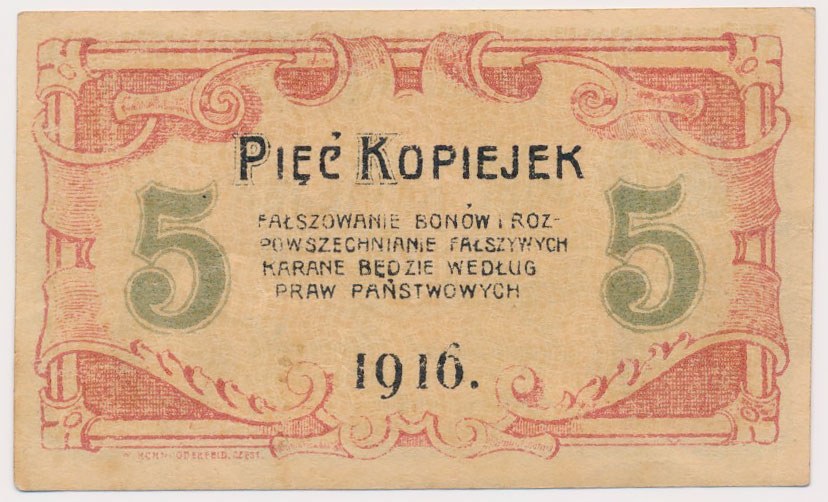 Pięć Kopiejek
5 5
FAŁSZOWANIE BONÓW I ROZ-
POWSZECHNIANIE FAŁSZYWYCH
KARANE BĘDZIE WEDŁUG
PRAW PAŃSTWOWYCH
1916.